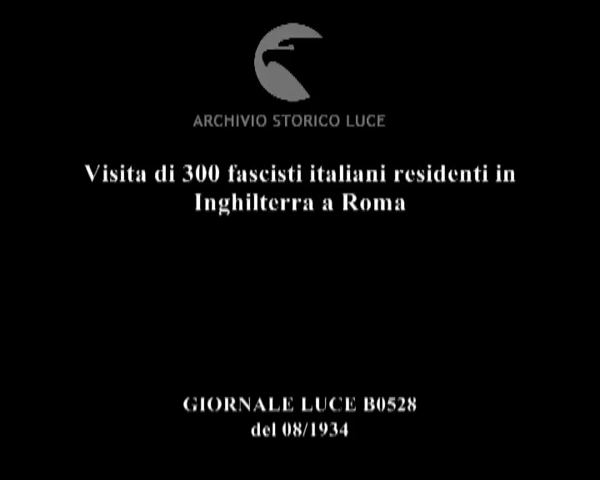 ARCHIVIO STORICO LUCE
Visita di 300 fascisti italiani residenti in
Inghilterra a Roma
GIORNALE LUCE B0528
del 08/1934